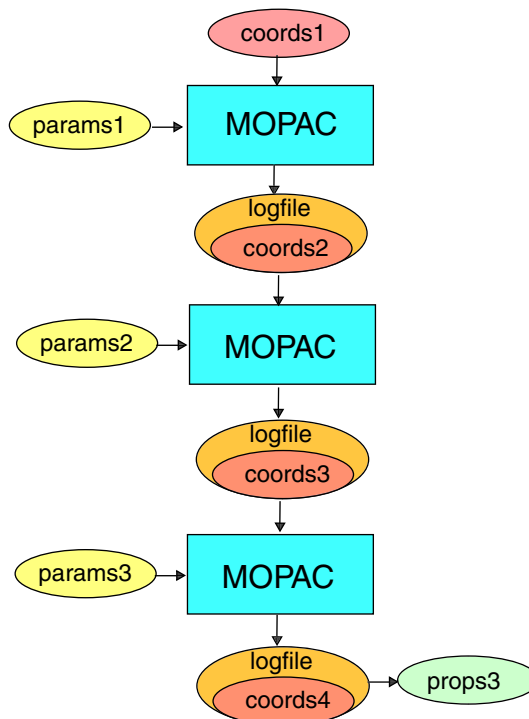 coords1
params1
MOPAC
logfile
coords2
params2
MOPAC
logfile
coords3
params3
MOPAC
logfile
coords4
props3